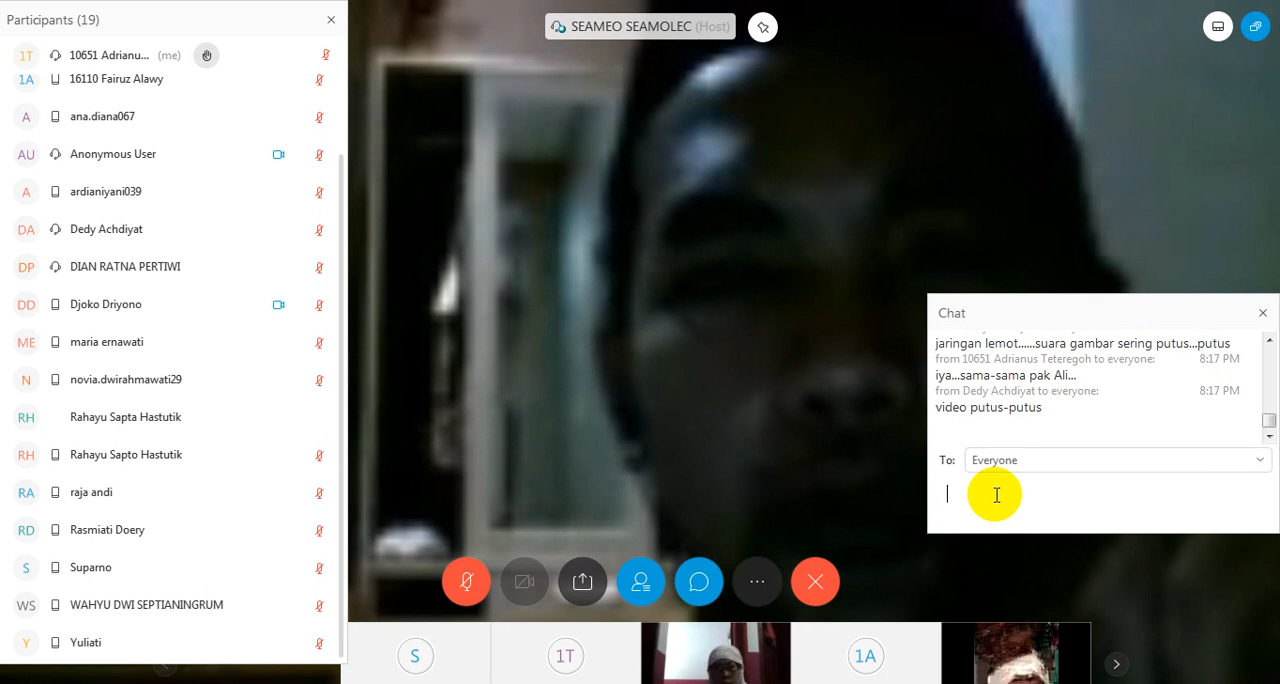 Participants (19)
1T 10651 Adrianu... (me)
1A 16110 Fairuz Alawy
A ana.diana067
AU Anonymous User
A ardianiyani039
DA Dedy Achdiyat
DP DIAN RATNA PERTIWI
DD Djoko Driyono
ME maria ernawati
N novia.dwirahmawati29
RH Rahayu Sapta Hastutik
RH Rahayu Sapto Hastutik
RA raja andi
RD Rasmiati Doery
S Suparno
WS WAHYU DWI SEPTIANINGRUM
Y Yuliati
SEAMEO SEAMOLEC (Host)
Chat
jaringan lemot......suara gambar sering putus...putus
from 10651 Adrianus Teteregoh to everyone: 8:17 PM
iya...sama-sama pak Ali...
from Dedy Achdiyat to everyone: 8:17 PM
video putus-putus
To: Everyone
S
1T
1A